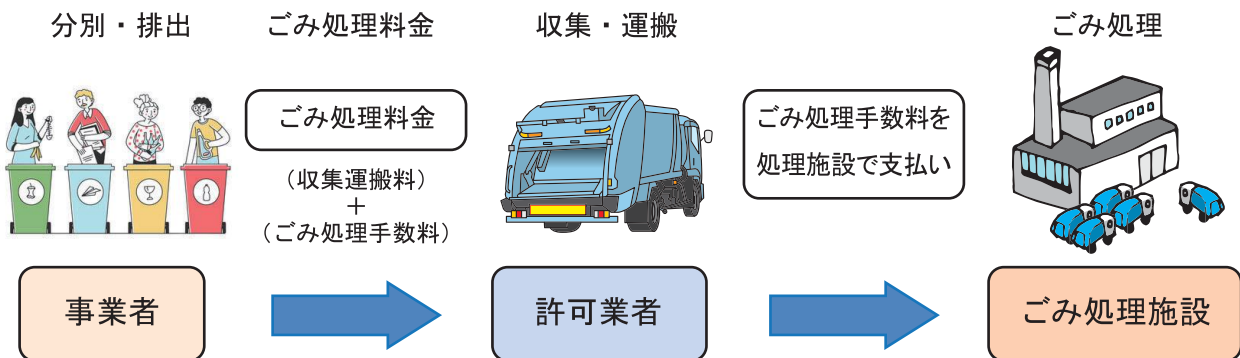 分別・排出
ごみ処理料金
収集・運搬
ごみ処理
ごみ処理料金
（収集運搬料）
＋
（ごみ処理手数料）
ごみ処理手数料を
処理施設で支払い
事業者
許可業者
ごみ処理施設